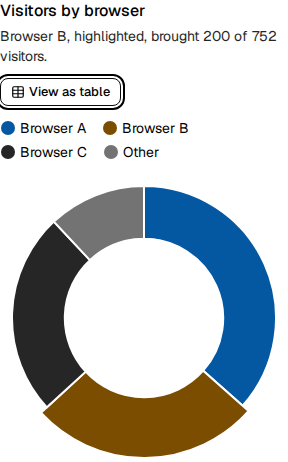 Visitors by browser
Browser B, highlighted, brought 200 of 752
visitors.
View as table
Browser A
Browser B
Browser C
Other